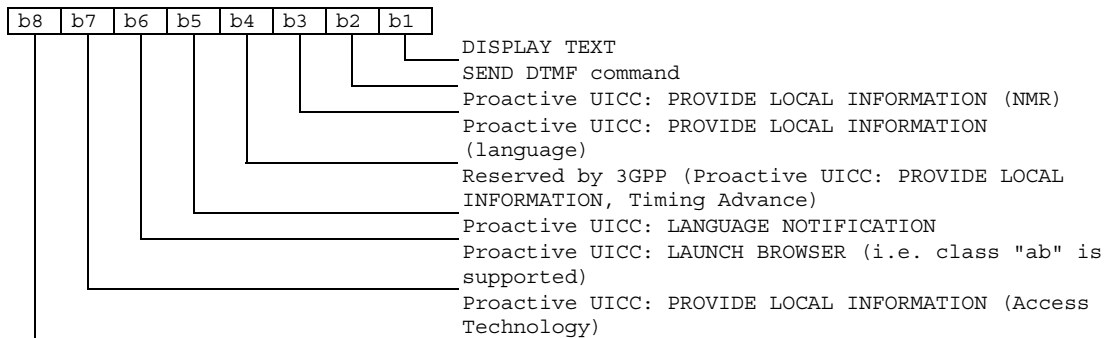 b8 b7 b6 b5 b4 b3 b2 b1
DISPLAY TEXT
SEND DTMF command
Proactive UICC: PROVIDE LOCAL INFORMATION (NMR)
Proactive UICC: PROVIDE LOCAL INFORMATION
(language)
Reserved by 3GPP (Proactive UICC: PROVIDE LOCAL
INFORMATION, Timing Advance)
Proactive UICC: LANGUAGE NOTIFICATION
Proactive UICC: LAUNCH BROWSER (i.e. class "ab" is
supported)
Proactive UICC: PROVIDE LOCAL INFORMATION (Access
Technology)